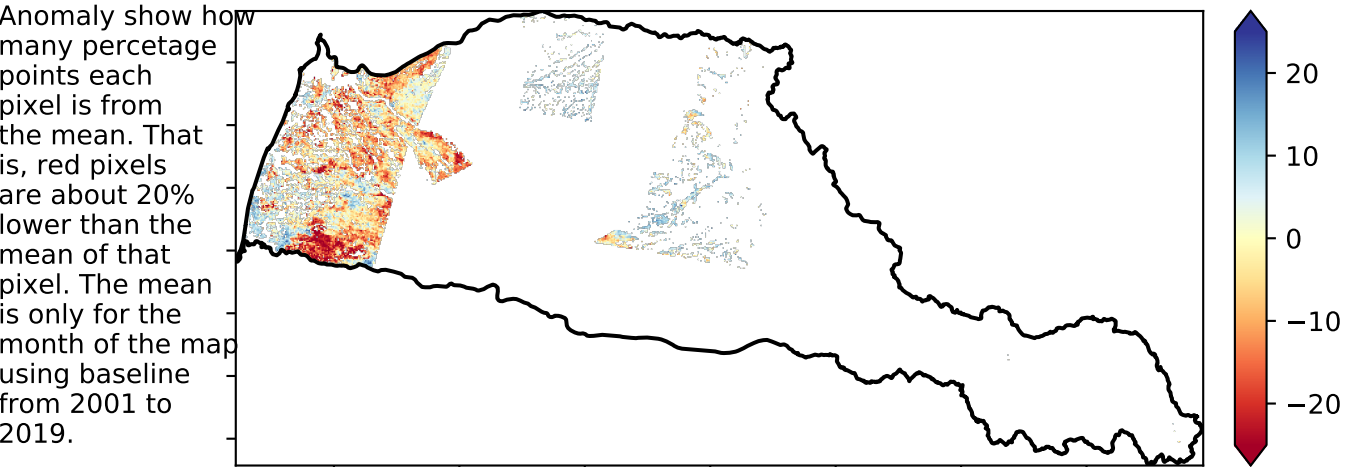 Anomaly show how
many percetage
points each
pixel is from
the mean. That
is, red pixels
are about 20%
lower than the
mean of that
pixel. The mean
is only for the
month of the map
using baseline
from 2001 to
2019.
20
10
0
−10
−20